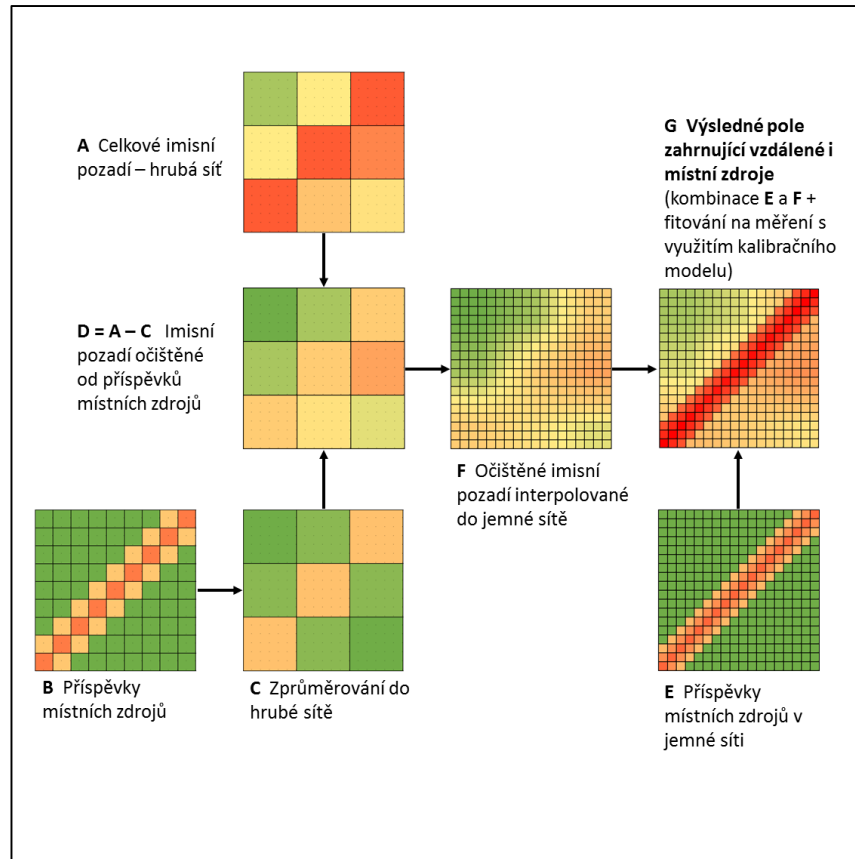 A Celkové imisní
pozadí – hrubá síť
G Výsledné pole
zahrnující vzdálené i
místní zdroje
(kombinace E a F +
fitování na měření s
využitím kalibračního
modelu)
D = A – C Imisní
pozadí očištěné
od příspěvků
místních zdrojů
F Očištěné imisní
pozadí interpolované
do jemné sítě
B Příspěvky
místních zdrojů
C Zprůměrování do
hrubé sítě
E Příspěvky
místních zdrojů v
jemné síti